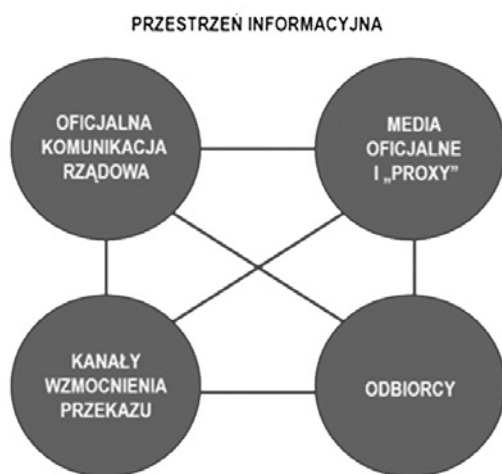 PRZESTRZEŃ INFORMACYJNA
OFICJALNA
KOMUNIKACJA
RZĄDOWA
MEDIA
OFICJALNE
I „PROXY”
KANAŁY
WZMOCNIENIA
PRZEKAZU
ODBIORCY